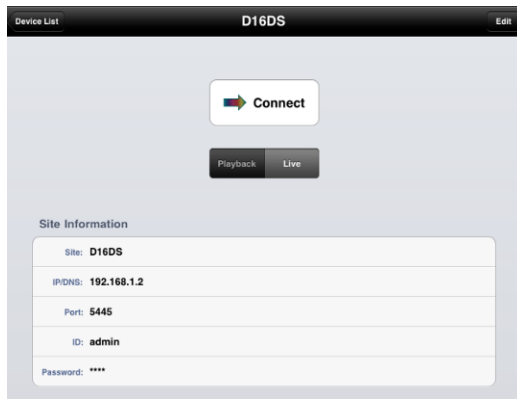 Device List D16DS Edit
Connect
Playback Live
Site Information
Site: D16DS
IP/DNS: 192.168.1.2
Port: 5445
ID: admin
Password: ****